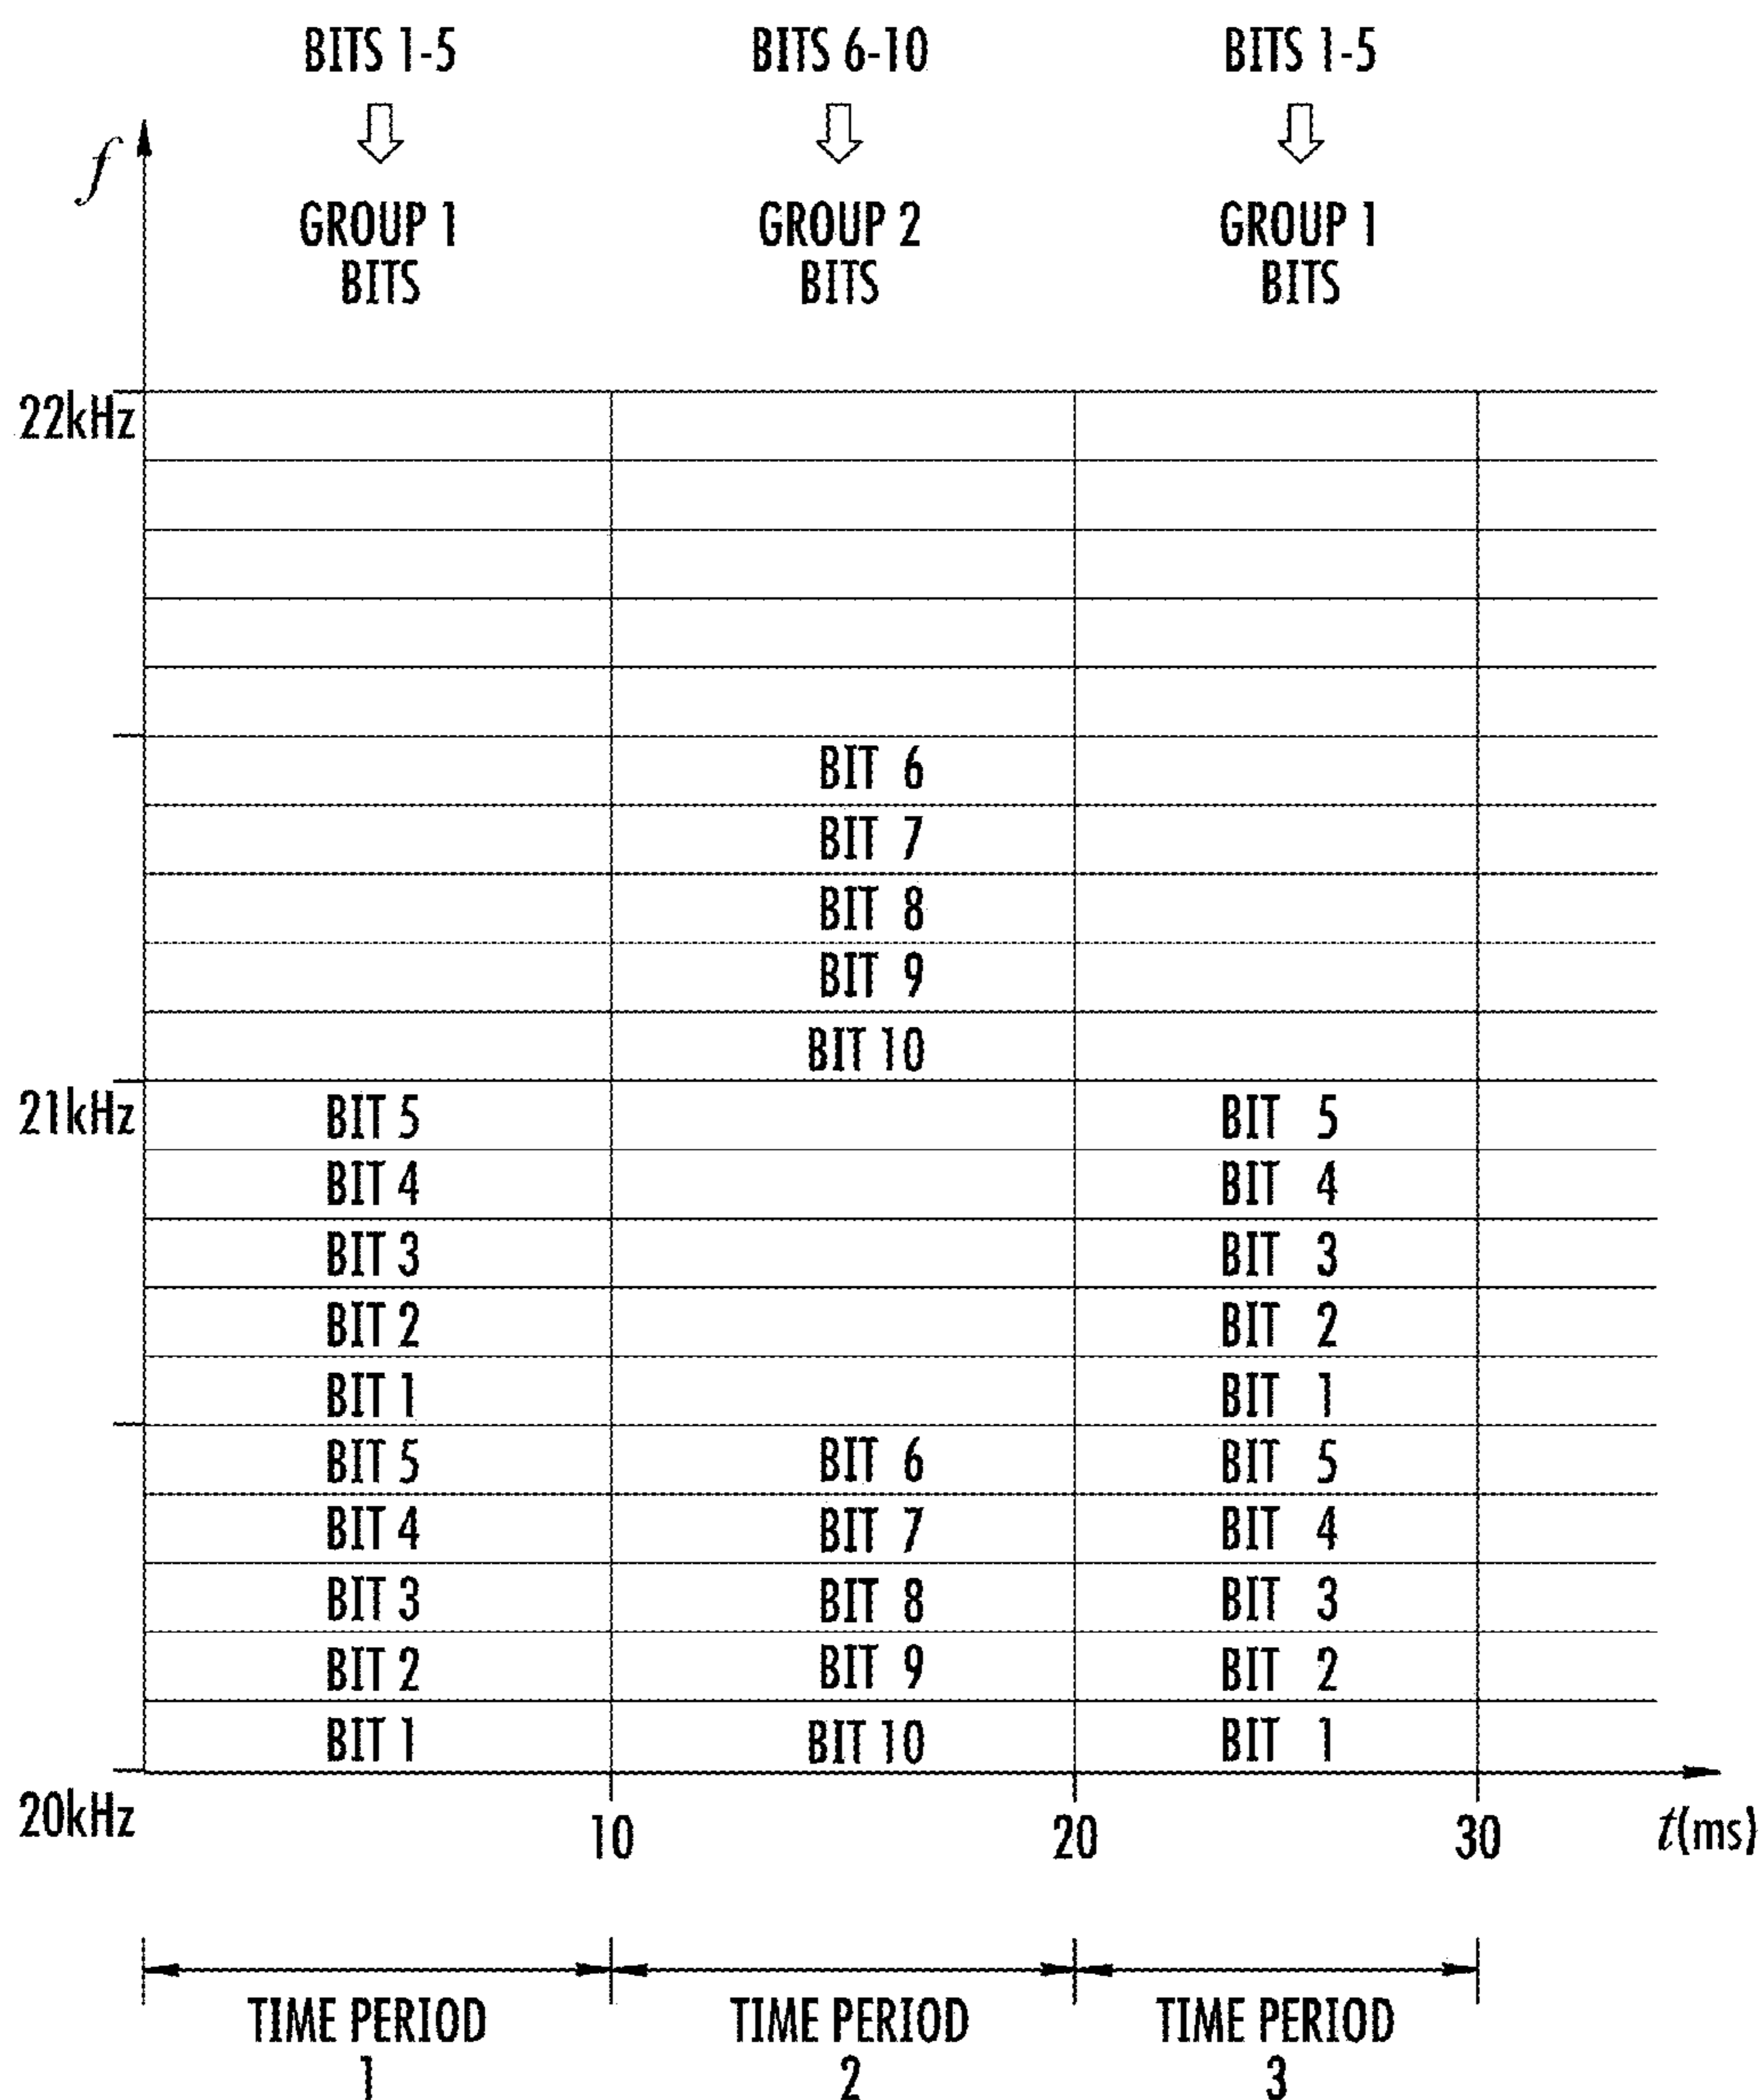 BITS 1-5 BITS 6-10 BITS 1-5
f
GROUP 1 GROUP 2 GROUP 1
BITS BITS BITS
22kHz
BIT 6
BIT 7
BIT 8
BIT 9
BIT 10
21kHz
BIT 5 BIT 5
BIT 4 BIT 4
BIT 3 BIT 3
BIT 2 BIT 2
BIT 1 BIT 1
BIT 5 BIT 6 BIT 5
BIT 4 BIT 7 BIT 4
BIT 3 BIT 8 BIT 3
BIT 2 BIT 9 BIT 2
BIT 1 BIT 10 BIT 1
20kHz 10 20 30 t(ms)
TIME PERIOD TIME PERIOD TIME PERIOD
1 2 3